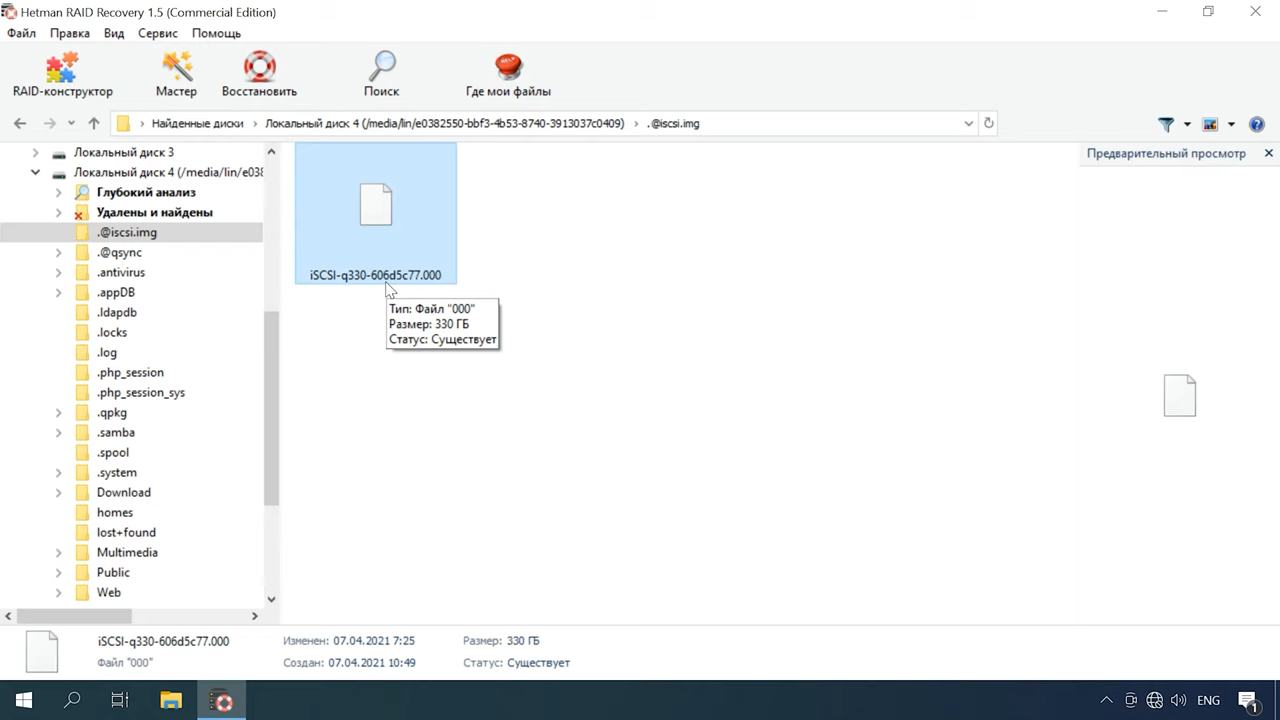 Hetman RAID Recovery 1.5 (Commercial Edition)
Файл Правка Вид Сервис Помощь
RAID-конструктор Мастер Восстановить Поиск Где мои файлы
Найденные диски Локальный диск 4 (/media/lin/e0382550-bbf3-4b53-8740-3913037c0409) .@iscsi.img
Локальный диск 3
Локальный диск 4 (/media/lin/e038
Глубокий анализ
Удалены и найдены
.@iscsi.img
.@qsync
.antivirus
.appDB
.ldapdb
.locks
.log
.php_session
.php_session_sys
.qpkg
.samba
.spool
.system
Download
homes
lost+found
Multimedia
Public
Web
iSCSI-q330-606d5c77.000
Тип: Файл "000"
Размер: 330 ГБ
Статус: Существует
Предварительный просмотр
iSCSI-q330-606d5c77.000 Изменен: 07.04.2021 7:25 Размер: 330 ГБ
Файл "000" Создан: 07.04.2021 10:49 Статус: Существует
ENG 1